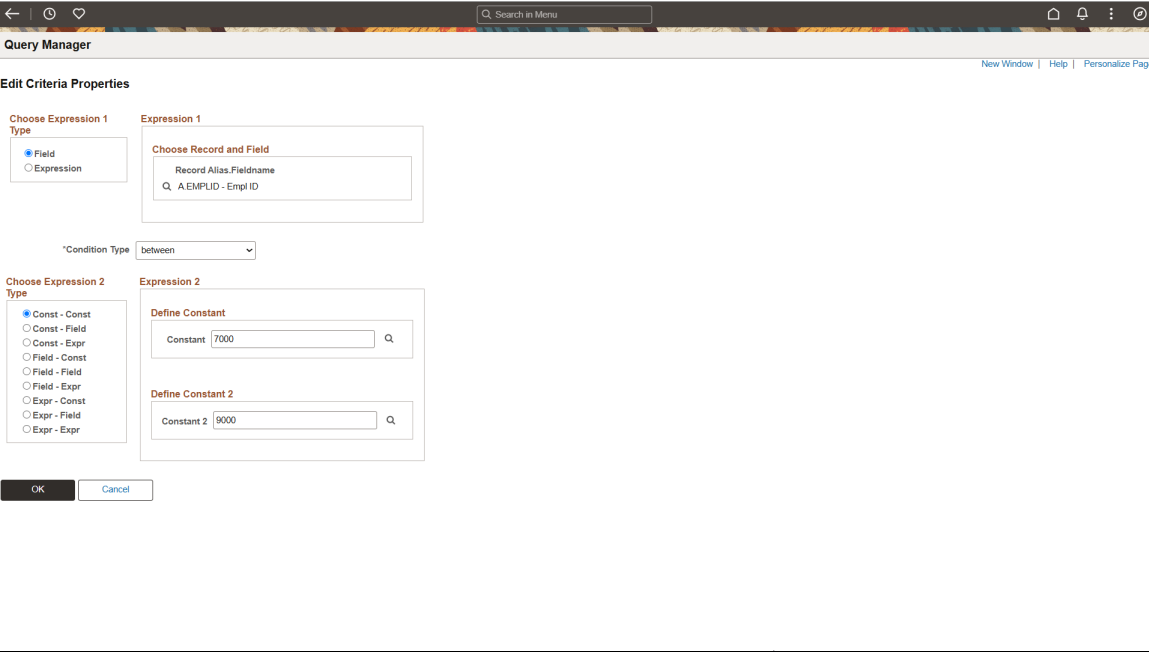 Search in Menu
Query Manager
New Window | Help | Personalize Pag
Edit Criteria Properties
Choose Expression 1
Type
Field
Expression
Expression 1
Choose Record and Field
Record Alias.Fieldname
A.EMPLID - Empl ID
*Condition Type
between
Choose Expression 2
Type
Const - Const
Const - Field
Const - Expr
Field - Const
Field - Field
Field - Expr
Expr - Const
Expr - Field
Expr - Expr
Expression 2
Define Constant
Constant 7000
Define Constant 2
Constant 2 9000
OK
Cancel